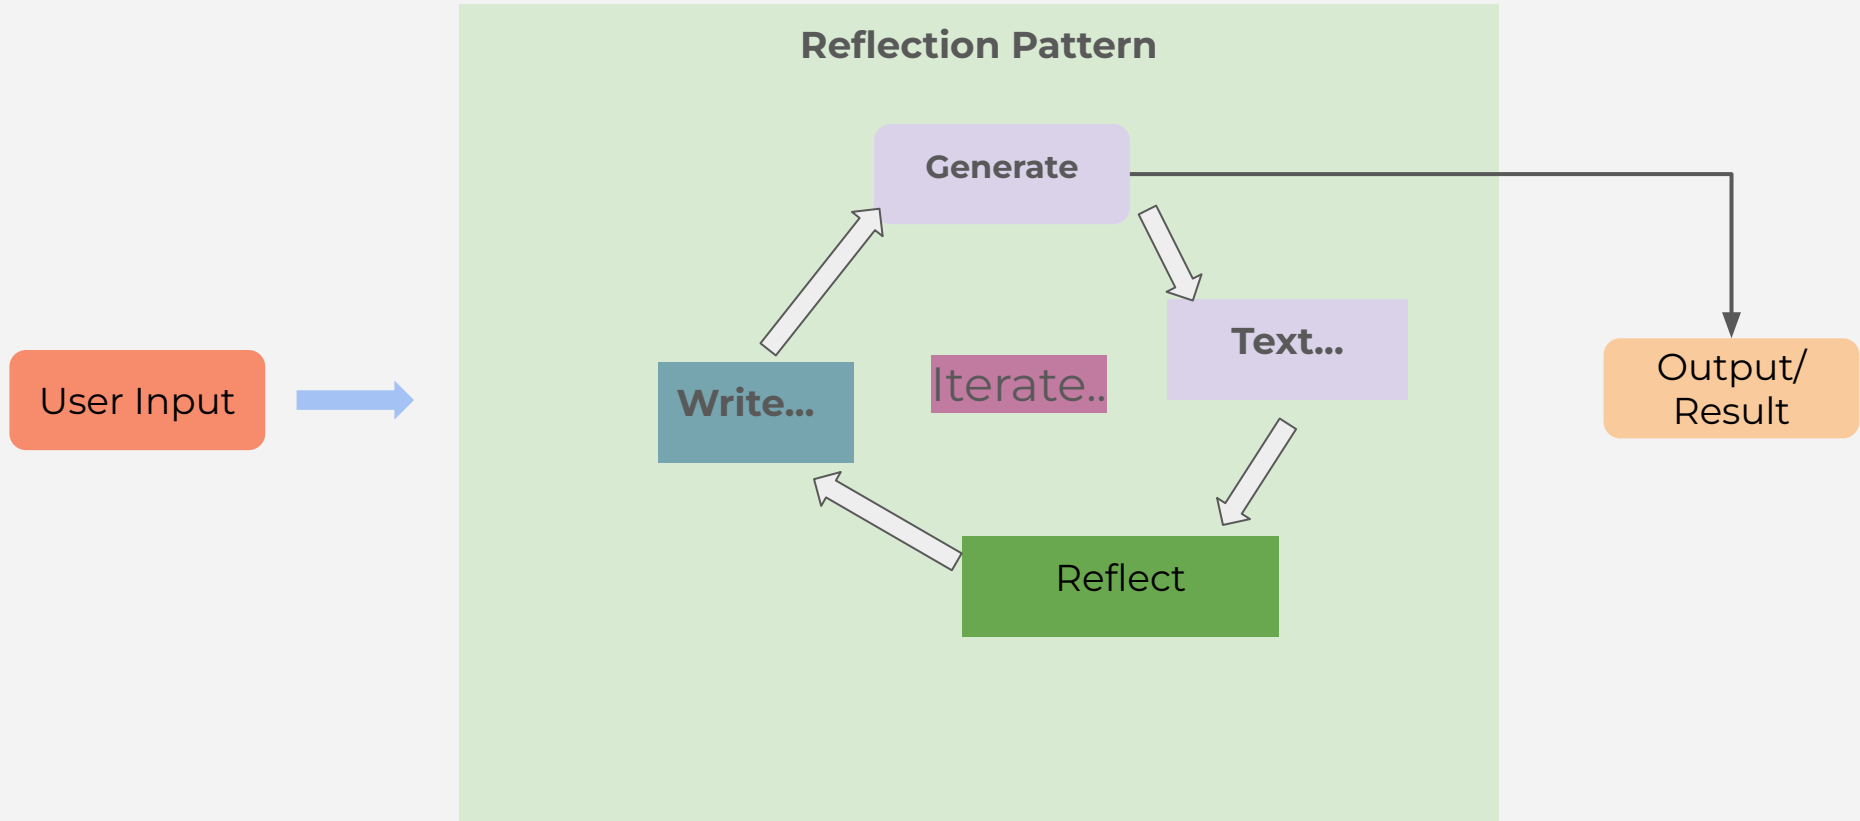 Reflection Pattern
Generate
Text...
Iterate..
Write...
User Input
Output/
Result
Reflect